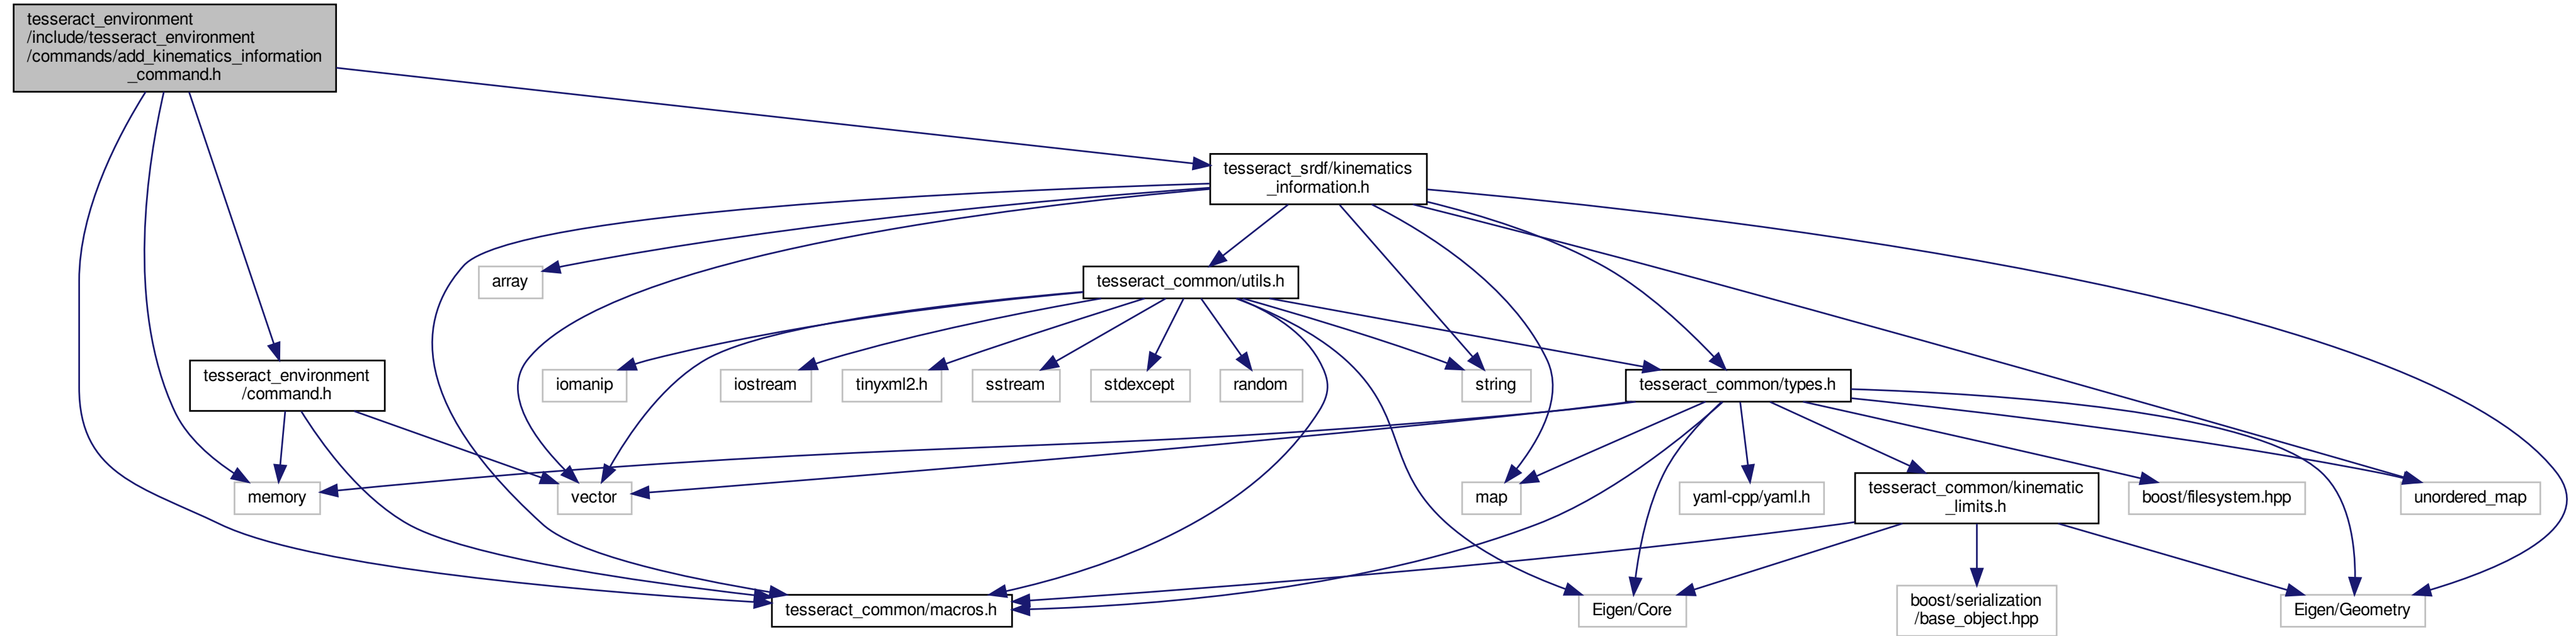 tesseract_environment
/include/tesseract_environment
/commands/add_kinematics_information
_command.h
tesseract_srdf/kinematics
_information.h
array
tesseract_common/utils.h
tesseract_environment
/command.h
iomanip
iostream
tinyxml2.h
sstream
stdexcept
random
string
tesseract_common/types.h
memory
vector
map
yaml-cpp/yaml.h
tesseract_common/kinematic
_limits.h
boost/filesystem.hpp
unordered_map
tesseract_common/macros.h
Eigen/Core
boost/serialization
/base_object.hpp
Eigen/Geometry